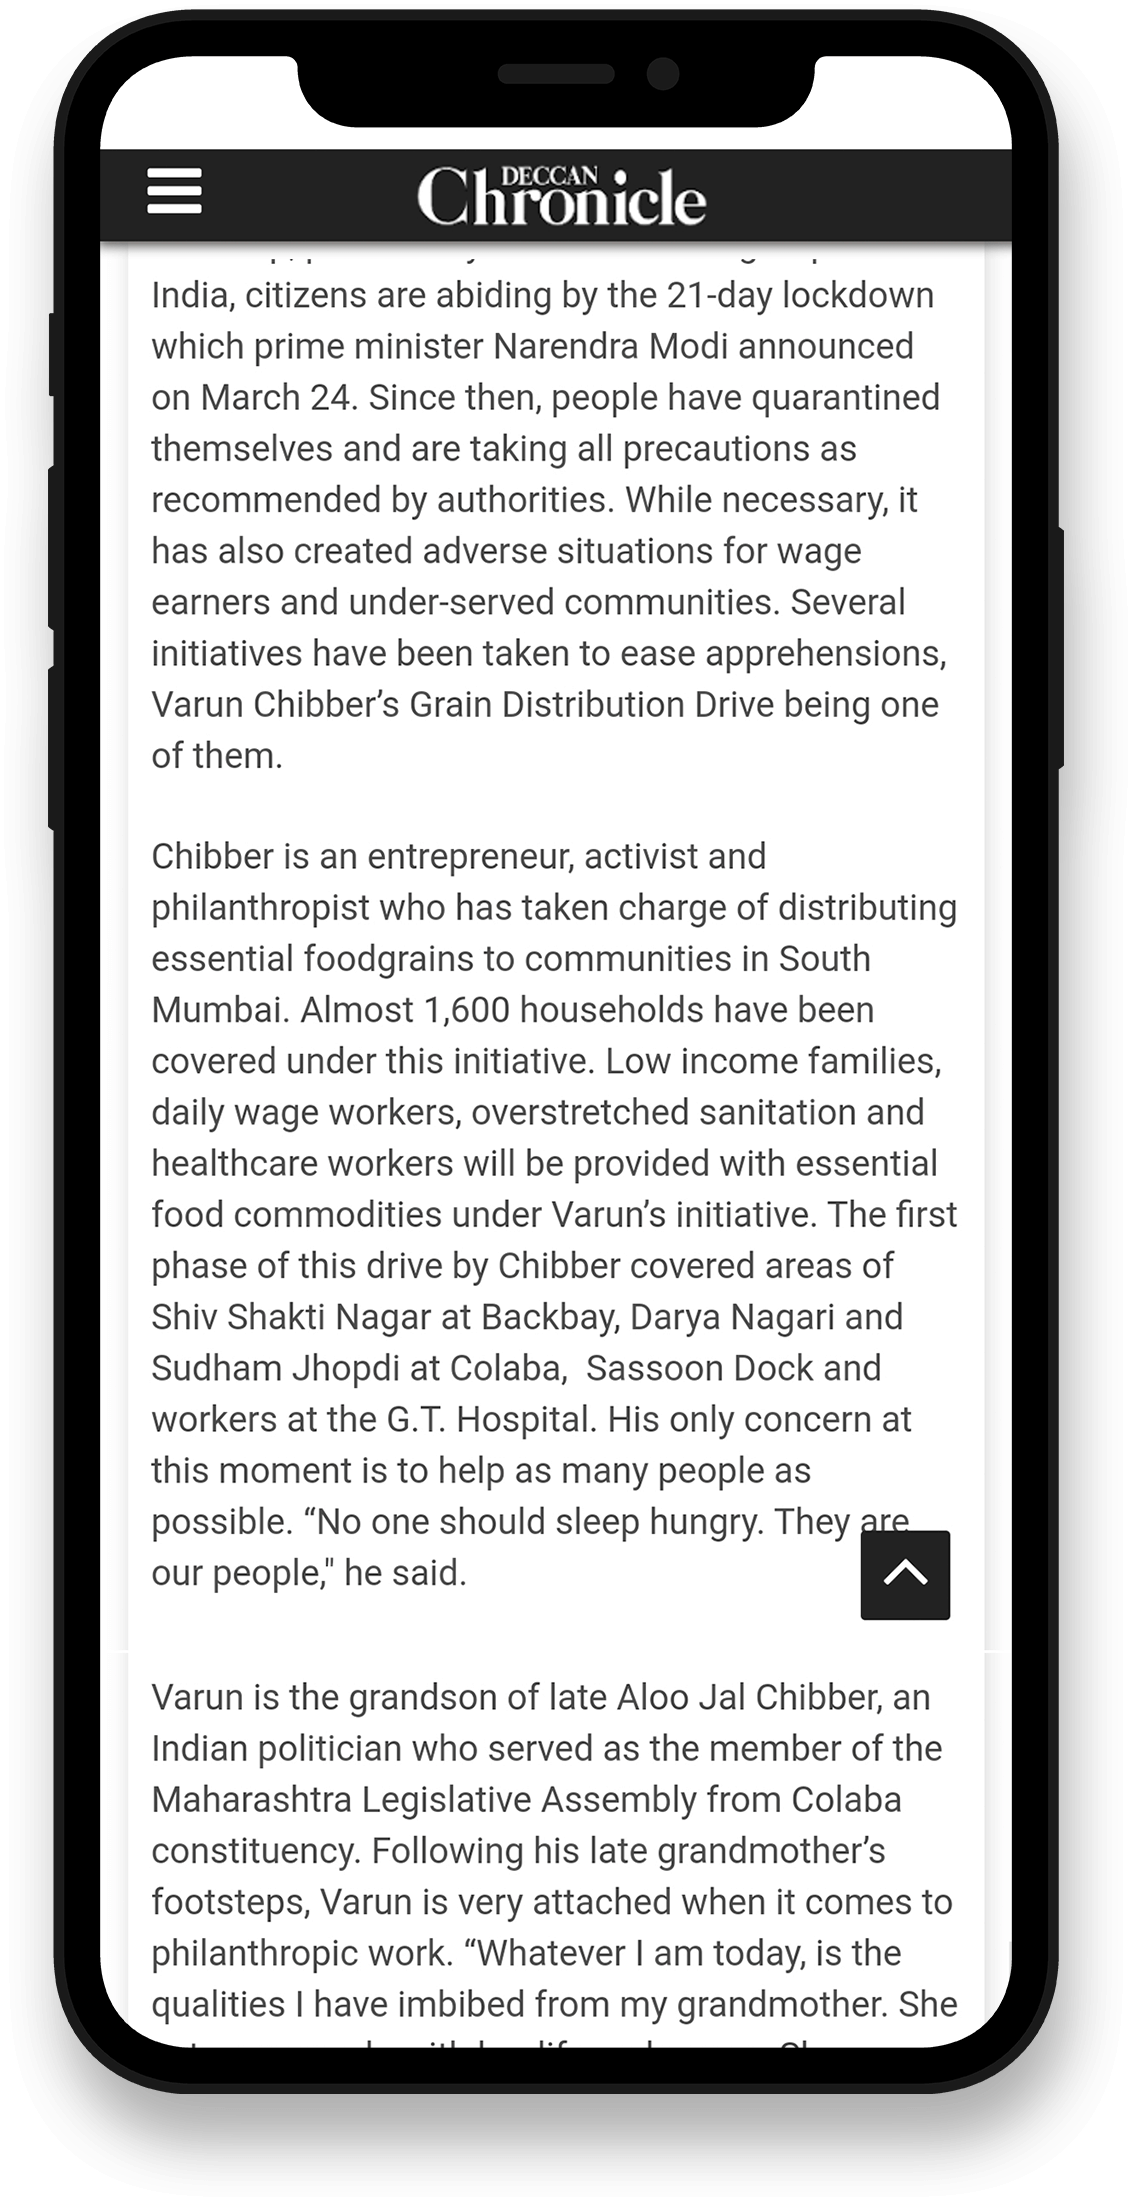 DECCAN
Chronicle
India, citizens are abiding by the 21-day lockdown
which prime minister Narendra Modi announced
on March 24. Since then, people have quarantined
themselves and are taking all precautions as
recommended by authorities. While necessary, it
has also created adverse situations for wage
earners and under-served communities. Several
initiatives have been taken to ease apprehensions,
Varun Chibber’s Grain Distribution Drive being one
of them.
Chibber is an entrepreneur, activist and
philanthropist who has taken charge of distributing
essential foodgrains to communities in South
Mumbai. Almost 1,600 households have been
covered under this initiative. Low income families,
daily wage workers, overstretched sanitation and
healthcare workers will be provided with essential
food commodities under Varun’s initiative. The first
phase of this drive by Chibber covered areas of
Shiv Shakti Nagar at Backbay, Darya Nagari and
Sudham Jhopdi at Colaba,  Sassoon Dock and
workers at the G.T. Hospital. His only concern at
this moment is to help as many people as
possible. “No one should sleep hungry. They are
our people," he said.
Varun is the grandson of late Aloo Jal Chibber, an
Indian politician who served as the member of the
Maharashtra Legislative Assembly from Colaba
constituency. Following his late grandmother’s
footsteps, Varun is very attached when it comes to
philanthropic work. “Whatever I am today, is the
qualities I have imbibed from my grandmother. She